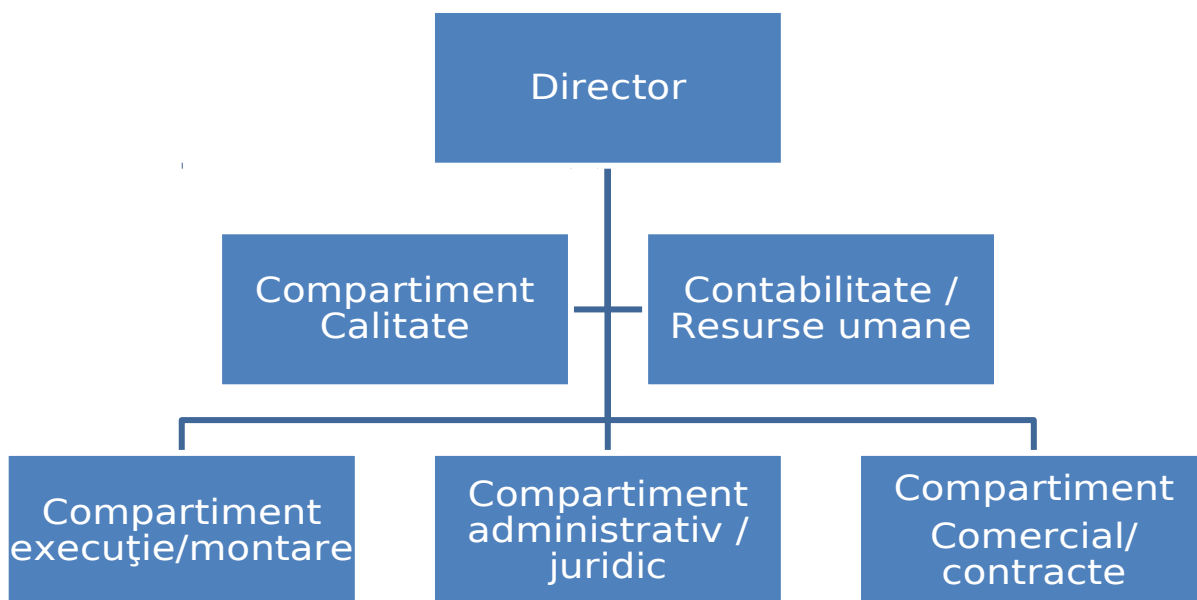 Director
Compartiment
Calitate
Contabilitate /
Resurse umane
Compartiment
execuţie/montare
Compartiment
administrativ /
juridic
Compartiment
Comercial/
contracte